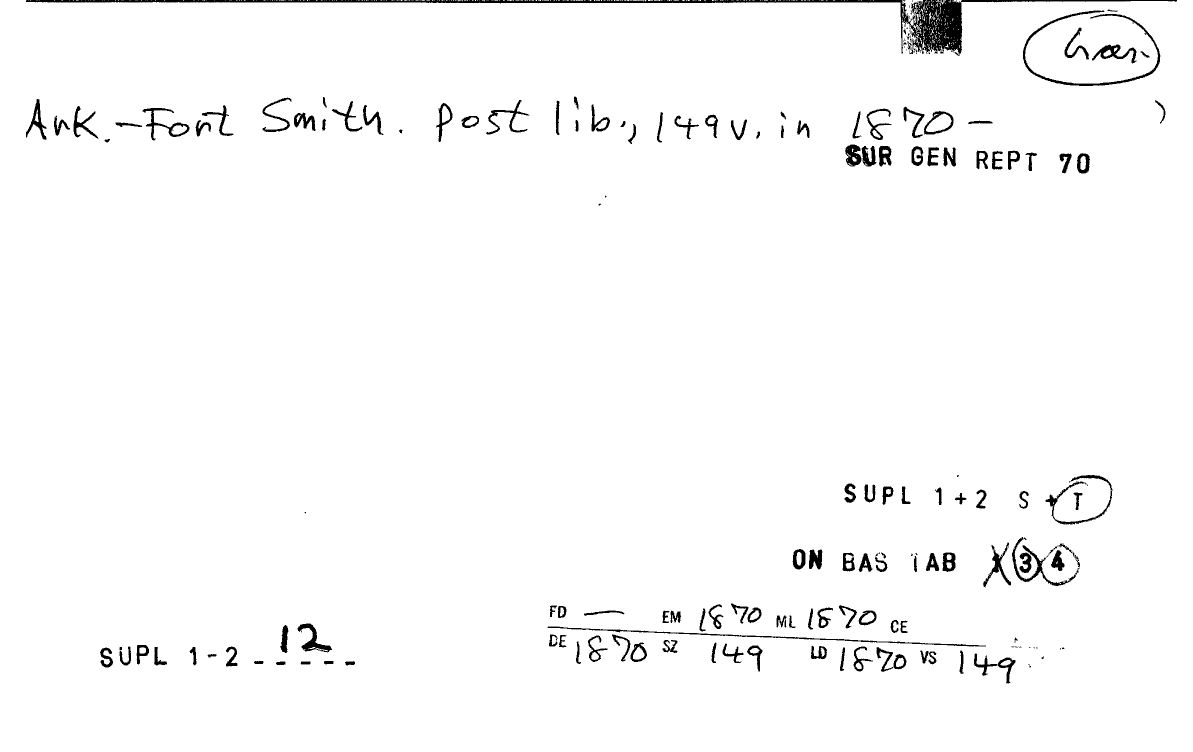 Ark.-Fort Smith. Post lib., 149v. in 1870-
)
SUR GEN REPT 70
SUPL 1+2 S+T
ON BAS TAB X 3 4
FD — EM 1870 ML 1870 CE
SUPL 1-2 12
DE 1870 SZ 149 LD 1870 VS 149